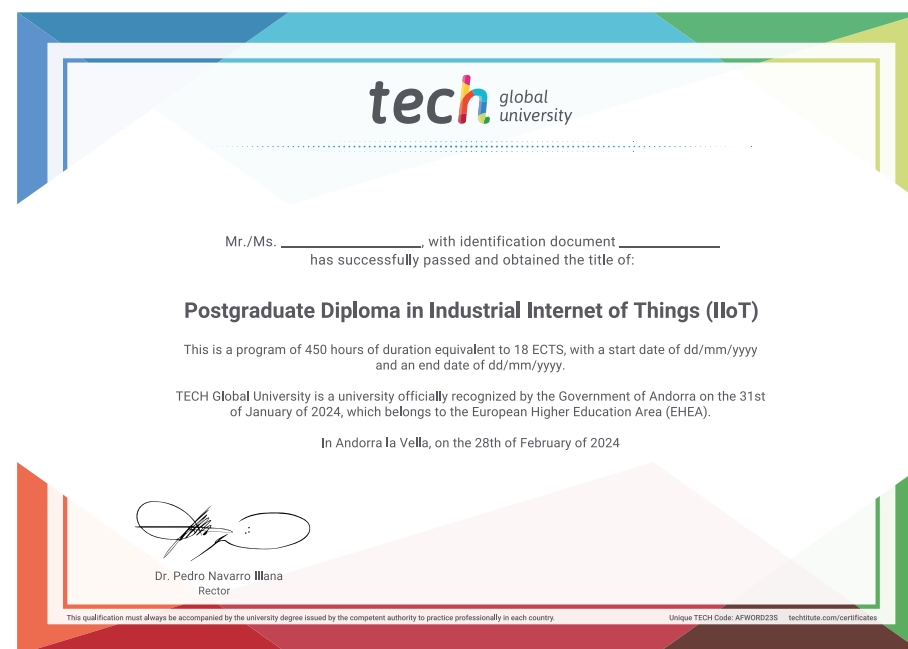 tech global university
Mr./Ms. ____________________, with identification document ______________
has successfully passed and obtained the title of:
Postgraduate Diploma in Industrial Internet of Things (IIoT)
This is a program of 450 hours of duration equivalent to 18 ECTS, with a start date of dd/mm/yyyy
and an end date of dd/mm/yyyy.
TECH Global University is a university officially recognized by the Government of Andorra on the 31st
of January of 2024, which belongs to the European Higher Education Area (EHEA).
In Andorra la Vella, on the 28th of February of 2024
Dr. Pedro Navarro Illana
Rector
This qualification must always be accompanied by the university degree issued by the competent authority to practice professionally in each country.
Unique TECH Code: AFWORD23S techtitute.com/certificates